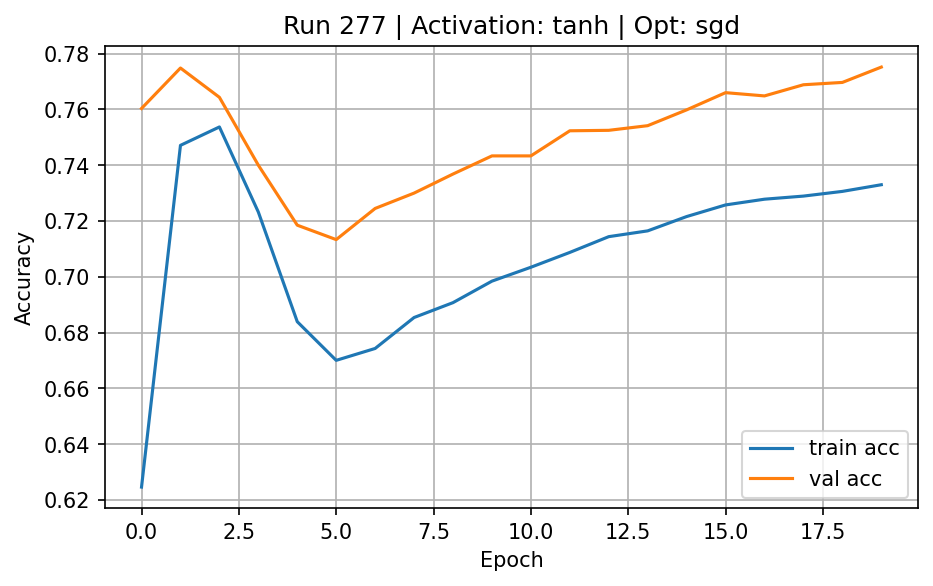 Run 277 | Activation: tanh | Opt: sgd
0.78
0.76
0.74
0.72
0.70
0.68
0.66
0.64
0.62
Accuracy
train acc
val acc
0.0 2.5 5.0 7.5 10.0 12.5 15.0 17.5
Epoch